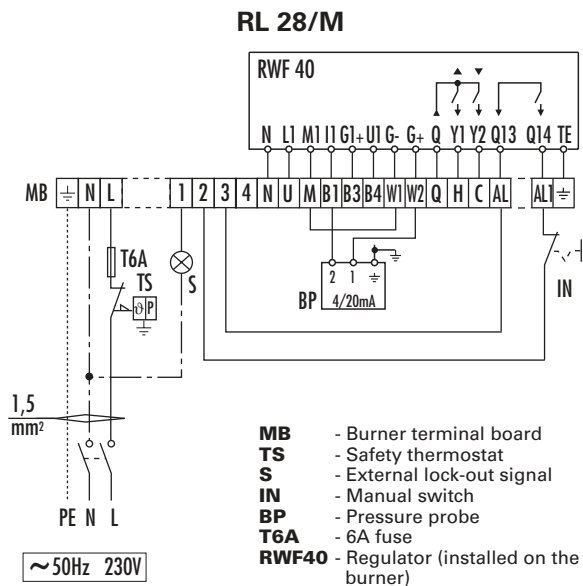 RL 28/M
RWF 40
N L1 M1 I1 G1+ U1 G- G+ Q Y1 Y2 Q13 Q14 TE
MB N L 1 2 3 4 N U M B1 B3 B4 W1 W2 Q H C AL AL1
T6A
TS
ϑ P
S
2 1
BP 4/20mA
IN
1,5
mm²
PE N L
~50Hz 230V
MB - Burner terminal board
TS - Safety thermostat
S - External lock-out signal
IN - Manual switch
BP - Pressure probe
T6A - 6A fuse
RWF40 - Regulator (installed on the
burner)